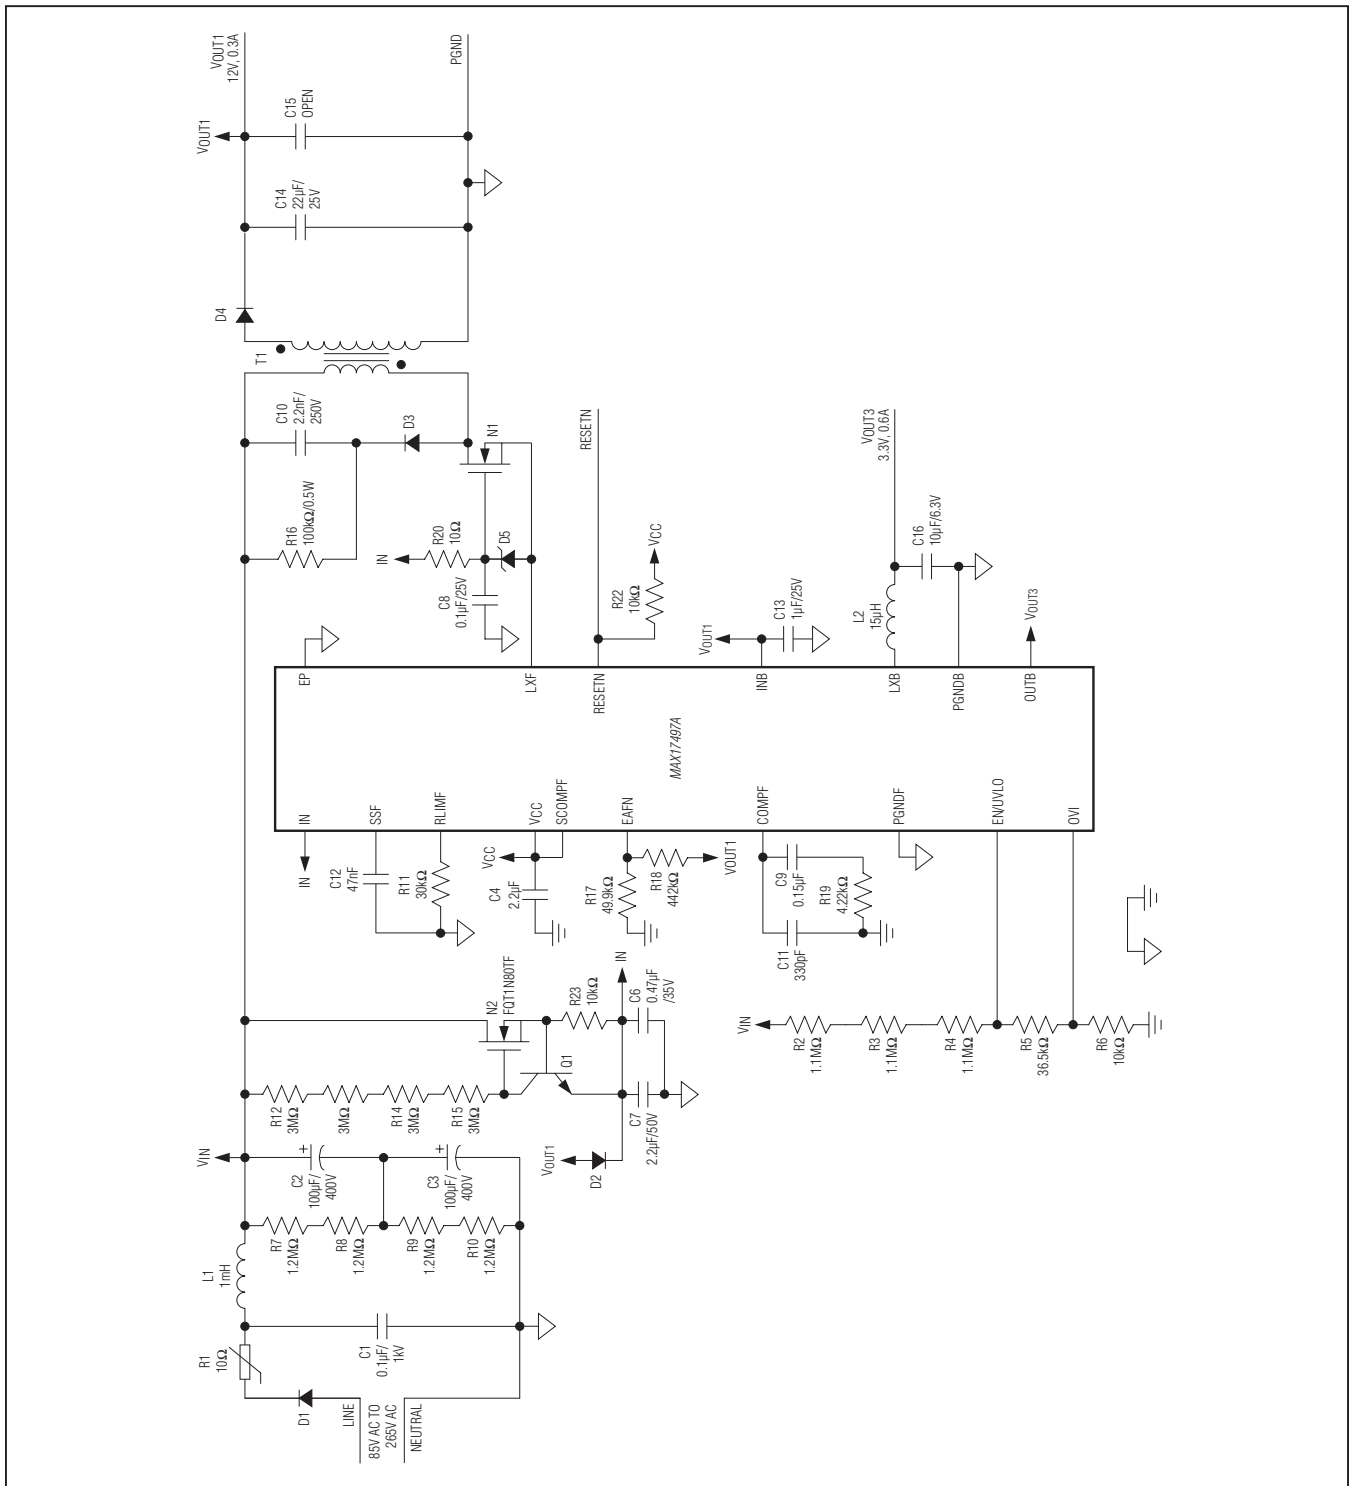 VOUT1
12V, 0.3A
PGND
VOUT1
C15
OPEN
C14
22µF/
25V
D4
T1
C10
2.2nF/
250V
D3
N1
R16
100kΩ/0.5W
IN
R20
10Ω
D5
C8
0.1µF/25V
RESETN
VCC
R22
10kΩ
VOUT1
C13
1µF/25V
VOUT3
3.3V, 0.6A
C16
10µF/6.3V
L2
15µH
VOUT3
EP
LXF
RESETN
INB
LXB
PGNDB
OUTB
MAX17497A
IN
SSF
RLIMF
VCC
SCOMPF
EAFN
COMPF
PGNDF
EN/UVLO
OVI
IN
C12
47nF
R11
30kΩ
VCC
C4
2.2µF
R17
49.9kΩ
R18
442kΩ
VOUT1
C9
0.15µF
R19
4.22kΩ
C11
330pF
VIN
R2
1.1MΩ
R3
1.1MΩ
R4
1.1MΩ
R5
36.5kΩ
R6
10kΩ
N2
FQT1N80TF
R23
10kΩ
IN
C6
0.47µF
/35V
Q1
R12
3MΩ
3MΩ
R14
3MΩ
R15
3MΩ
C7
2.2µF/50V
VOUT1
D2
VIN
C2
100µF/
400V
C3
100µF/
400V
R7
1.2MΩ
R8
1.2MΩ
R9
1.2MΩ
R10
1.2MΩ
L1
1mH
R1
10Ω
C1
0.1µF/
1kV
D1
LINE
85V AC TO
265V AC
NEUTRAL